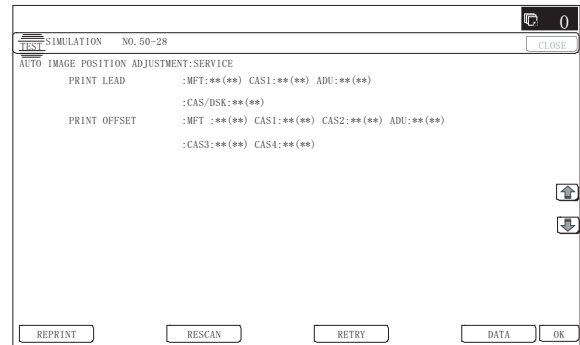 0
TEST SIMULATION NO. 50-28 CLOSE
AUTO IMAGE POSITION ADJUSTMENT:SERVICE
PRINT LEAD :MFT:**(**) CAS1:**(**) ADU:**(**)
:CAS/DSK:**(**)
PRINT OFFSET :MFT :**(**) CAS1:**(**) CAS2:**(**) ADU:**(**)
:CAS3:**(**) CAS4:**(**)
REPRINT RESCAN RETRY DATA OK